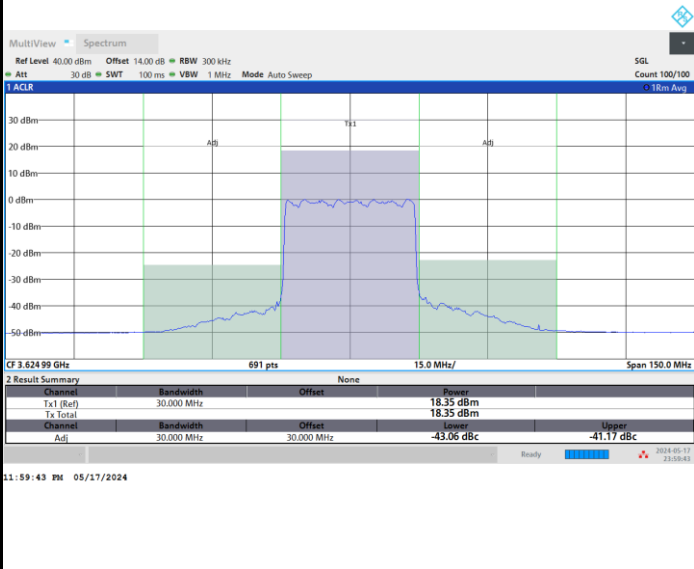 MultiView Spectrum
Ref Level 40.00 dBm Offset 14.00 dB RBW 300 kHz SGL
Att 30 dB SWT 100 ms VBW 1 MHz Mode Auto Sweep Count 100/100
1 ACLR 1Rm Avg
30 dBm
Tx1
20 dBm
Adj Adj
10 dBm
0 dBm
-10 dBm
-20 dBm
-30 dBm
-40 dBm
-50 dBm
CF 3.624 99 GHz 691 pts 15.0 MHz/ Span 150.0 MHz
2 Result Summary None
Channel Bandwidth Offset Power
Tx1 (Ref) 30.000 MHz 18.35 dBm
Tx Total 18.35 dBm
Channel Bandwidth Offset Lower Upper
Adj 30.000 MHz 30.000 MHz -43.06 dBc -41.17 dBc
Ready 2024-05-17
23:59:43
11:59:43 PM 05/17/2024